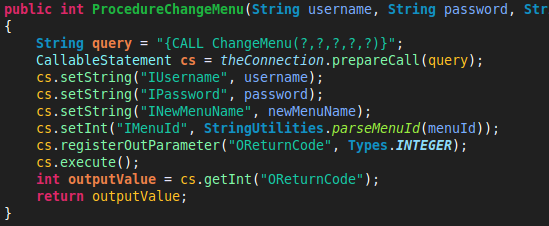 public int ProcedureChangeMenu(String username, String password, Str
{
String query = "{CALL ChangeMenu(?,?,?,?,?)}";
CallableStatement cs = theConnection.prepareCall(query);
cs.setString("IUsername", username);
cs.setString("IPassword", password);
cs.setString("INewMenuName", newMenuName);
cs.setInt("IMenuId", StringUtilities.parseMenuId(menuId));
cs.registerOutParameter("OReturnCode", Types.INTEGER);
cs.execute();
int outputValue = cs.getInt("OReturnCode");
return outputValue;
}